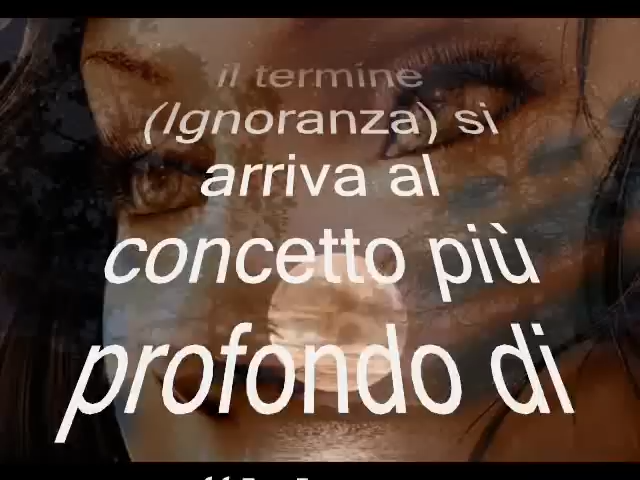 il termine
(Ignoranza) si
arriva al
concetto più
profondo di